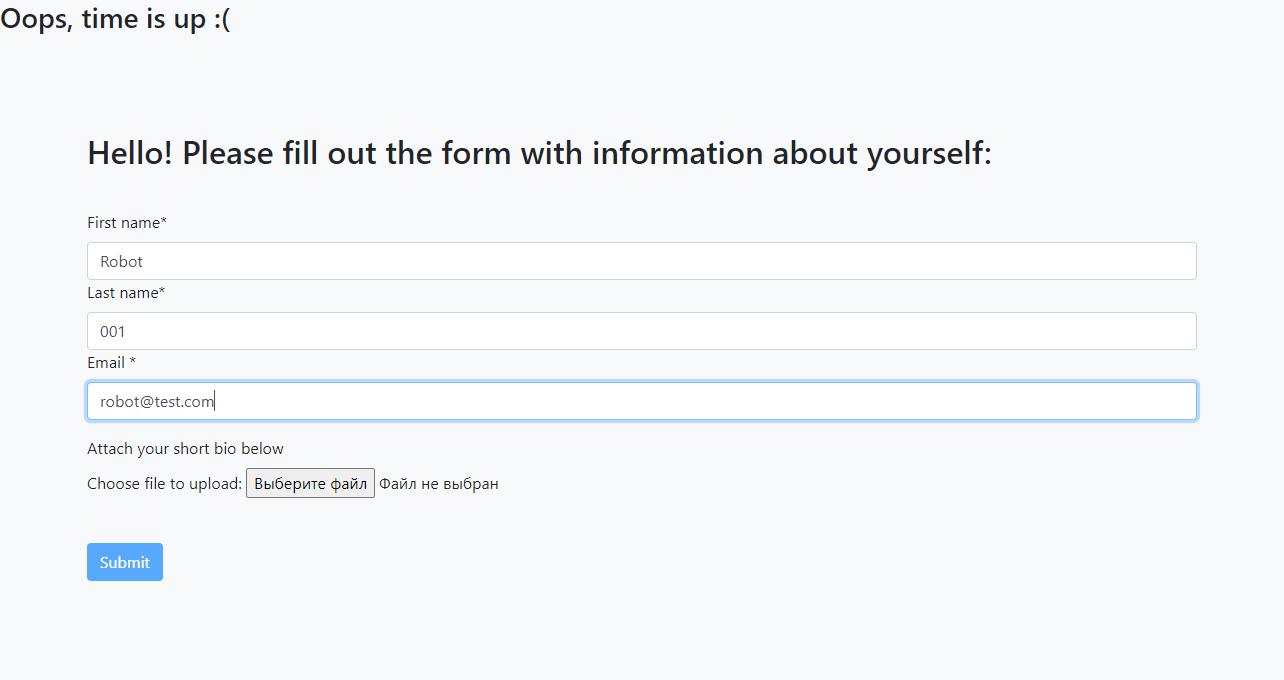 Oops, time is up :(
Hello! Please fill out the form with information about yourself:
First name*
Robot
Last name*
001
Email *
robot@test.com
Attach your short bio below
Choose file to upload: Выберите файл Файл не выбран
Submit